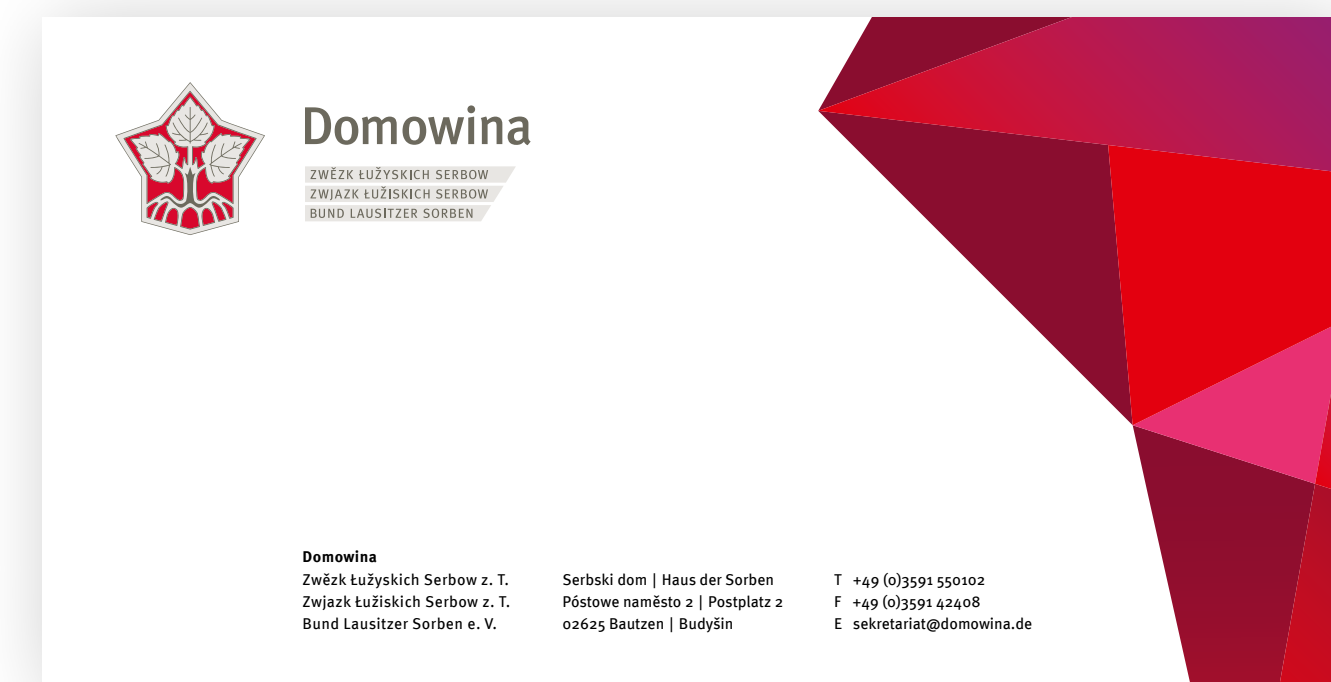 Domowina
ZWĚZK ŁUŽYSKICH SERBOW
ZWJAZK ŁUŽISKICH SERBOW
BUND LAUSITZER SORBEN
Domowina
Zwězk Łužyskich Serbow z. T.
Zwjazk Łužiskich Serbow z. T.
Bund Lausitzer Sorben e. V.
Serbski dom | Haus der Sorben
Póstowe naměsto 2 | Postplatz 2
02625 Bautzen | Budyšin
T +49 (0)3591 550102
F +49 (0)3591 42408
E sekretariat@domowina.de